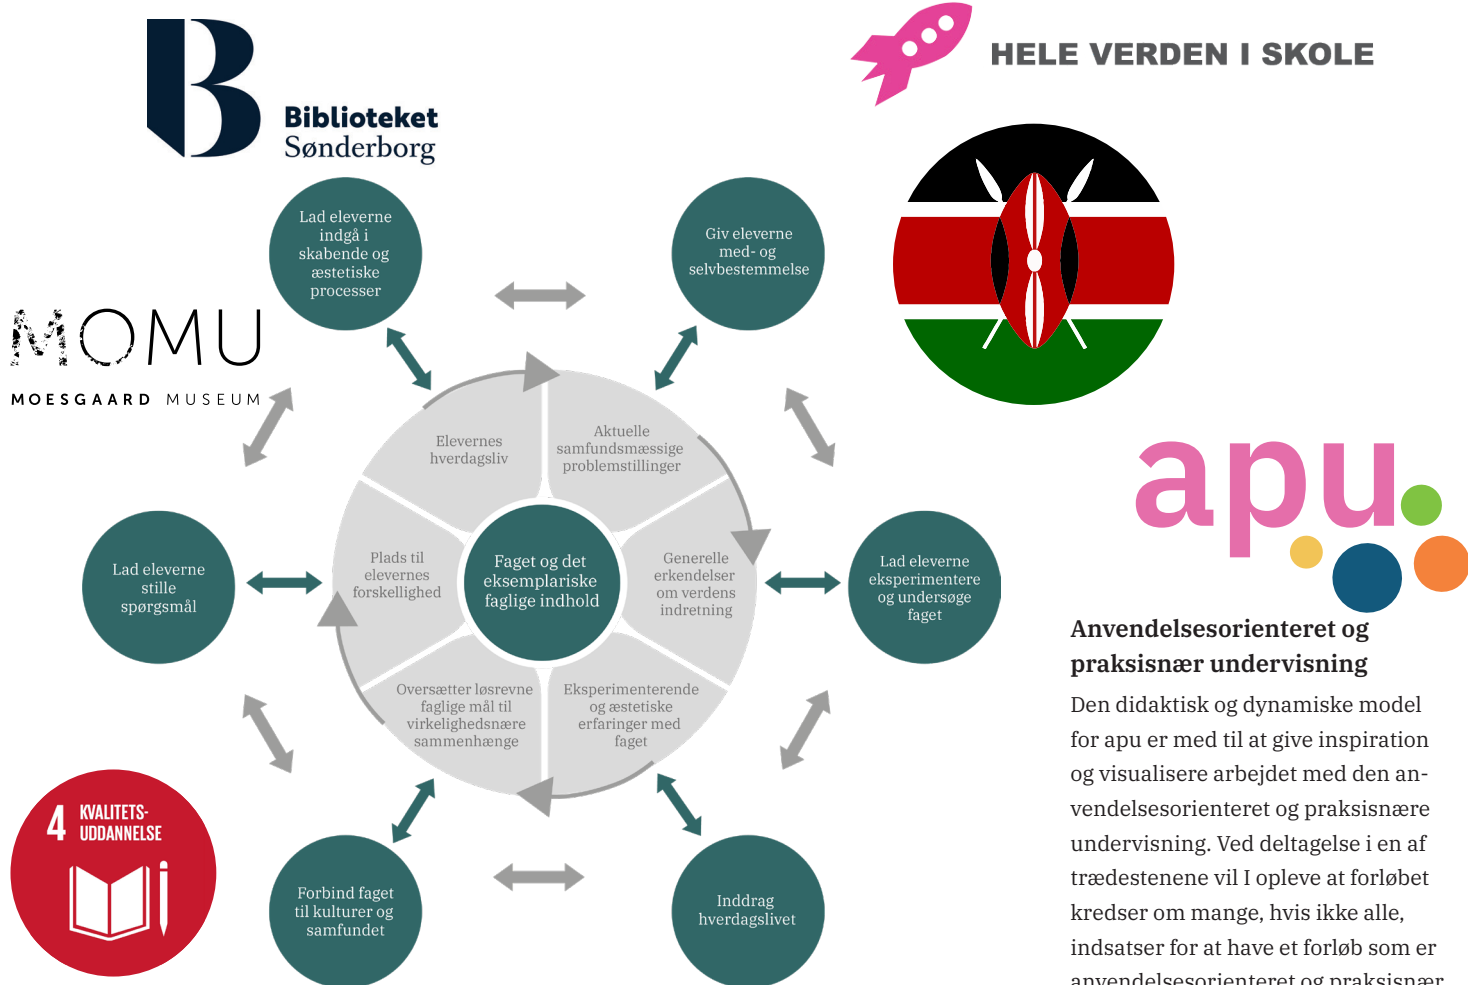 Biblioteket
Sønderborg
HELE VERDEN I SKOLE
Lad eleverne
indgå i
skabende og
æstetiske
processer
Giv eleverne
med- og
selvbestemmelse
MOMU
MOESGAARD MUSEUM
Elevernes
hverdagsliv
Aktuelle
samfundsmæssige
problemstillinger
apu
Lad eleverne
stille
spørgsmål
Plads til
elevernes
forskellighed
Faget og det
eksemplariske
faglige indhold
Generelle
erkendelser
om verdens
indretning
Lad eleverne
eksperimentere
og undersøge
faget
Oversætter løsrevne
faglige mål til
virkelighedsnære
sammenhænge
Eksperimenterende
og æstetiske
erfaringer med
faget
4 KVALITETS-
UDDANNELSE
Forbind faget
til kulturer og
samfundet
Inddrag
hverdagslivet
Anvendelsesorienteret og
praksisnær undervisning
Den didaktisk og dynamiske model
for apu er med til at give inspiration
og visualisere arbejdet med den an-
vendelsesorienteret og praksisnære
undervisning. Ved deltagelse i en af
trædestenene vil I opleve at forløbet
kredser om mange, hvis ikke alle,
indsatser for at have et forløb som er
anvendelsesorienteret og praksisnær